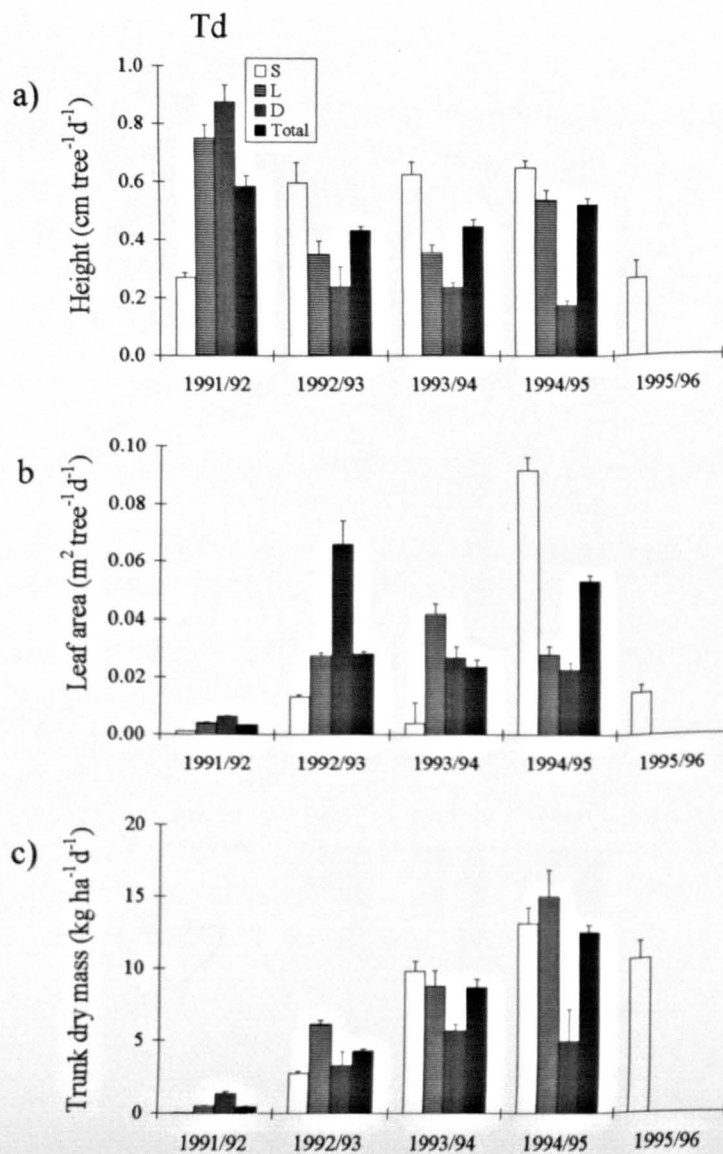 Td
a)
Height (cm tree⁻¹d⁻¹)
1.0
0.8
0.6
0.4
0.2
0.0
S
L
D
Total
1991/92 1992/93 1993/94 1994/95 1995/96
b
Leaf area (m² tree⁻¹d⁻¹)
0.10
0.08
0.06
0.04
0.02
0.00
1991/92 1992/93 1993/94 1994/95 1995/96
c)
Trunk dry mass (kg ha⁻¹d⁻¹)
20
15
10
5
0
1991/92 1992/93 1993/94 1994/95 1995/96